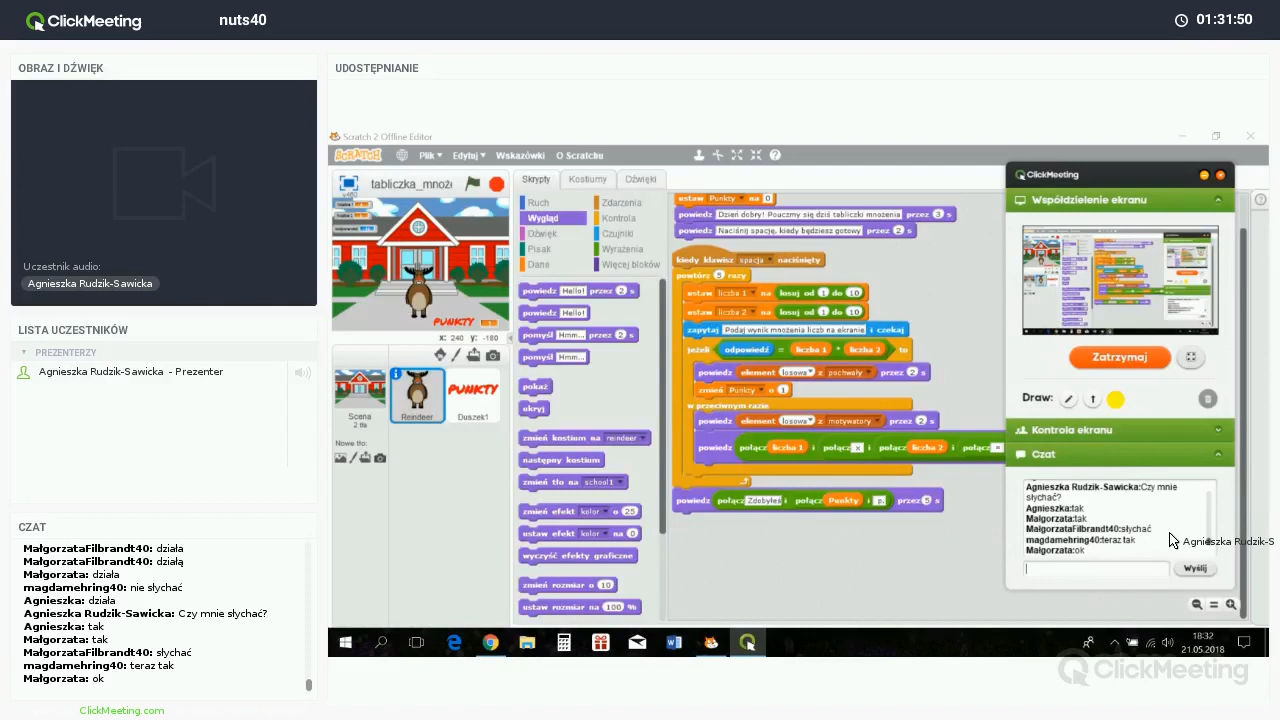 ClickMeeting
nuts40
01:31:50
OBRAZ I DŹWIĘK
Uczestnik audio:
Agnieszka Rudzik-Sawicka
LISTA UCZESTNIKÓW
PREZENTERZY
Agnieszka Rudzik-Sawicka - Prezenter
CZAT
MałgorzataFilbrandt40: działa
MałgorzataFilbrandt40: działą
Małgorzata: działa
magdamehring40: nie słychać
Agnieszka: działa
Agnieszka Rudzik-Sawicka: Czy mnie słychać?
Agnieszka: tak
Małgorzata: tak
MałgorzataFilbrandt40: słychać
magdamehring40: teraz tak
Małgorzata: ok
ClickMeeting.com
UDOSTĘPNIANIE
Scratch 2 Offline Editor
SCRATCH
Plik
Edytuj
Wskazówki
O Scratchu
tabliczka_mnoż
v460
PUNKTY
x: 240 y: -180
Scena
2 tła
Reindeer
PUNKTY
Duszek1
Nowe tło:
Skrypty
Kostiumy
Dźwięki
Ruch
Zdarzenia
Wygląd
Kontrola
Dźwięk
Czujniki
Pisak
Wyrażenia
Dane
Więcej bloków
powiedz Hello! przez 2 s
powiedz Hello!
pomyśl Hmm... przez 2 s
pomyśl Hmm...
pokaż
ukryj
zmień kostium na reindeer
następny kostium
zmień tło na school1
zmień efekt kolor o 25
ustaw efekt kolor na 0
wyczyść efekty graficzne
zmień rozmiar o 10
ustaw rozmiar na 100 %
ustaw Punkty na 0
powiedz Dzień dobry! Pouczmy się dziś tabliczki mnożenia przez 3 s
powiedz Naciśnij spację, kiedy będziesz gotowy przez 2 s
kiedy klawisz spacja naciśnięty
powtórz 5 razy
ustaw liczba 1 na losuj od 1 do 10
ustaw liczba 2 na losuj od 1 do 10
zapytaj Podaj wynik mnożenia liczb na ekranie i czekaj
jeżeli odpowiedź = liczba 1 * liczba 2 to
powiedz element losowa z pochwały przez 2 s
zmień Punkty o 1
w przeciwnym razie
powiedz element losowa z motywatory przez 2 s
powiedz połącz liczba 1 i połącz x i połącz liczba 2 i połącz =
powiedz połącz Zdobyłeś i połącz Punkty i p. przez 5 s
ClickMeeting
Współdzielenie ekranu
Zatrzymaj
Draw:
Kontrola ekranu
Czat
Agnieszka Rudzik-Sawicka:Czy mnie
słychać?
Agnieszka:tak
Małgorzata:tak
MałgorzataFilbrandt40:słychać
magdamehring40:teraz tak
Małgorzata:ok
Agnieszka Rudzik-S
Wyślij
18:32
21.05.2018
ClickMeeting